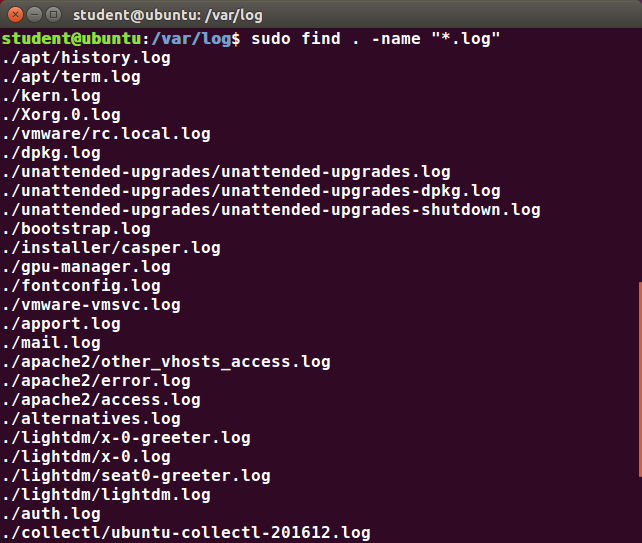 student@ubuntu: /var/log
student@ubuntu:/var/log$ sudo find . -name "*.log"
./apt/history.log
./apt/term.log
./kern.log
./Xorg.0.log
./vmware/rc.local.log
./dpkg.log
./unattended-upgrades/unattended-upgrades.log
./unattended-upgrades/unattended-upgrades-dpkg.log
./unattended-upgrades/unattended-upgrades-shutdown.log
./bootstrap.log
./installer/casper.log
./gpu-manager.log
./fontconfig.log
./vmware-vmsvc.log
./apport.log
./mail.log
./apache2/other_vhosts_access.log
./apache2/error.log
./apache2/access.log
./alternatives.log
./lightdm/x-0-greeter.log
./lightdm/x-0.log
./lightdm/seat0-greeter.log
./lightdm/lightdm.log
./auth.log
./collectl/ubuntu-collectl-201612.log